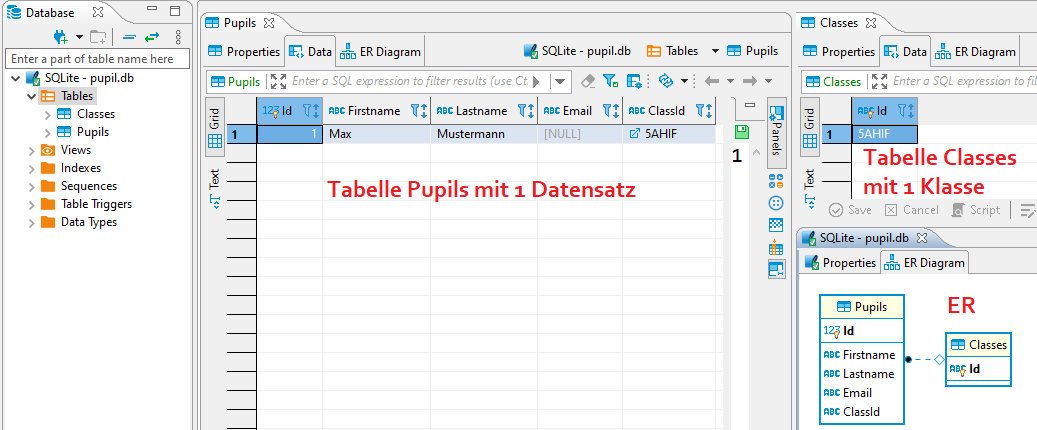 Database
Enter a part of table name here
SQLite - pupil.db
Tables
Classes
Pupils
Views
Indexes
Sequences
Table Triggers
Data Types
Pupils
Properties
Data
ER Diagram
SQLite - pupil.db
Tables
Pupils
Pupils
Enter a SQL expression to filter results (use Ct
Grid
Text
123 Id
ABC Firstname
ABC Lastname
ABC Email
ABC ClassId
1
1
Max
Mustermann
[NULL]
5AHIF
1
Panels
Tabelle Pupils mit 1 Datensatz
Classes
Properties
Data
ER Diagram
Classes
Enter a SQL expression
Grid
Text
ABC Id
1
5AHIF
Tabelle Classes
mit 1 Klasse
Save
Cancel
Script
SQLite - pupil.db
Properties
ER Diagram
ER
Pupils
123 Id
ABC Firstname
ABC Lastname
ABC Email
ABC ClassId
Classes
ABC Id